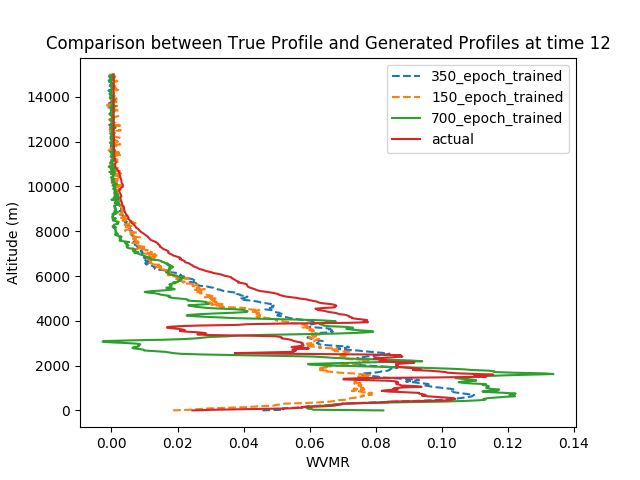 Comparison between True Profile and Generated Profiles at time 12
350_epoch_trained
150_epoch_trained
700_epoch_trained
actual
Altitude (m)
14000
12000
10000
8000
6000
4000
2000
0
0.00 0.02 0.04 0.06 0.08 0.10 0.12 0.14
WVMR